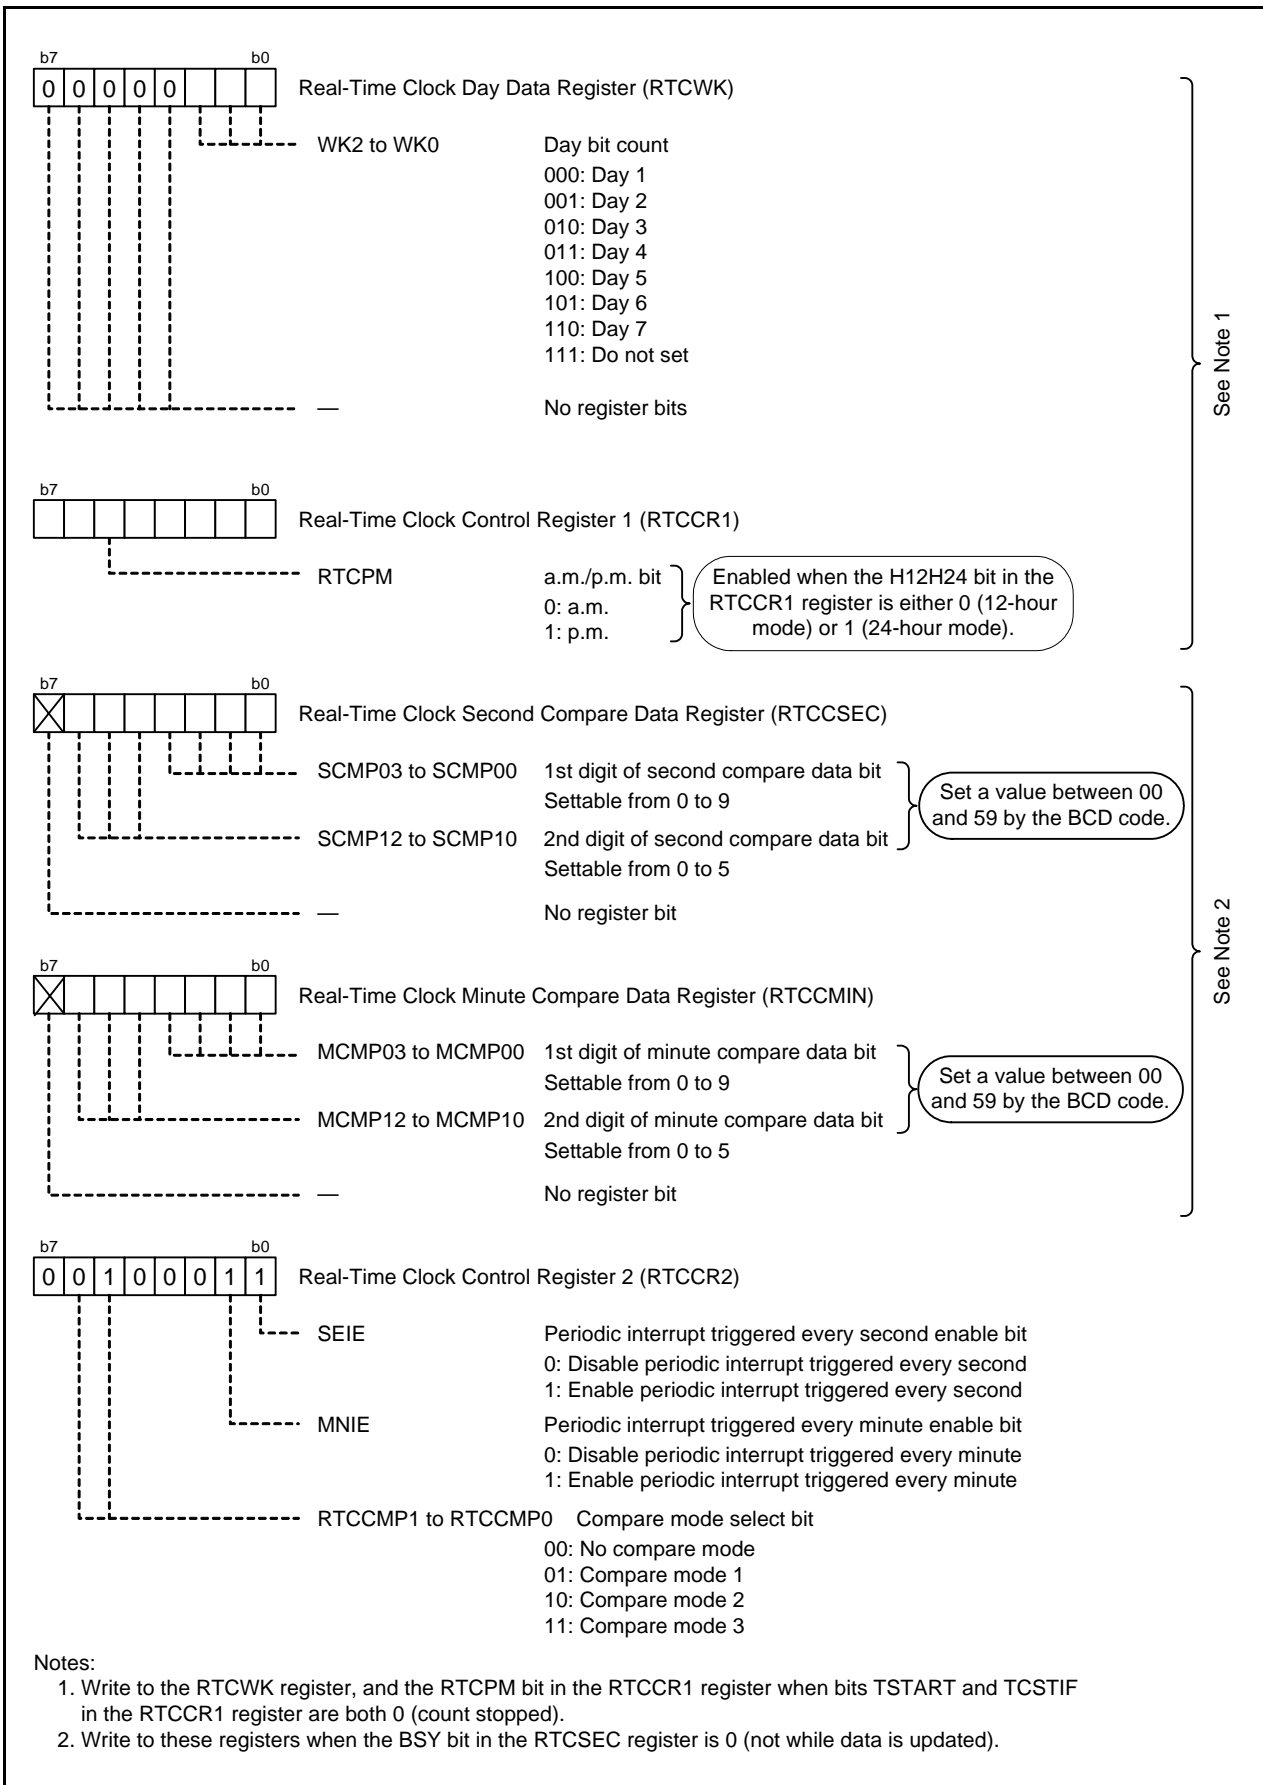 b7 b0
0 0 0 0 0 Real-Time Clock Day Data Register (RTCWK)
WK2 to WK0 Day bit count
000: Day 1
001: Day 2
010: Day 3
011: Day 4
100: Day 5
101: Day 6
110: Day 7
111: Do not set
— No register bits
See Note 1
b7 b0
Real-Time Clock Control Register 1 (RTCCR1)
RTCPM a.m./p.m. bit
0: a.m.
1: p.m.
Enabled when the H12H24 bit in the
RTCCR1 register is either 0 (12-hour
mode) or 1 (24-hour mode).
b7 b0
Real-Time Clock Second Compare Data Register (RTCCSEC)
SCMP03 to SCMP00 1st digit of second compare data bit
Settable from 0 to 9
SCMP12 to SCMP10 2nd digit of second compare data bit
Settable from 0 to 5
Set a value between 00
and 59 by the BCD code.
— No register bit
See Note 2
b7 b0
Real-Time Clock Minute Compare Data Register (RTCCMIN)
MCMP03 to MCMP00 1st digit of minute compare data bit
Settable from 0 to 9
MCMP12 to MCMP10 2nd digit of minute compare data bit
Settable from 0 to 5
Set a value between 00
and 59 by the BCD code.
— No register bit
b7 b0
0 0 1 0 0 0 1 1 Real-Time Clock Control Register 2 (RTCCR2)
SEIE Periodic interrupt triggered every second enable bit
0: Disable periodic interrupt triggered every second
1: Enable periodic interrupt triggered every second
MNIE Periodic interrupt triggered every minute enable bit
0: Disable periodic interrupt triggered every minute
1: Enable periodic interrupt triggered every minute
RTCCMP1 to RTCCMP0 Compare mode select bit
00: No compare mode
01: Compare mode 1
10: Compare mode 2
11: Compare mode 3
Notes:
1. Write to the RTCWK register, and the RTCPM bit in the RTCCR1 register when bits TSTART and TCSTIF
in the RTCCR1 register are both 0 (count stopped).
2. Write to these registers when the BSY bit in the RTCSEC register is 0 (not while data is updated).